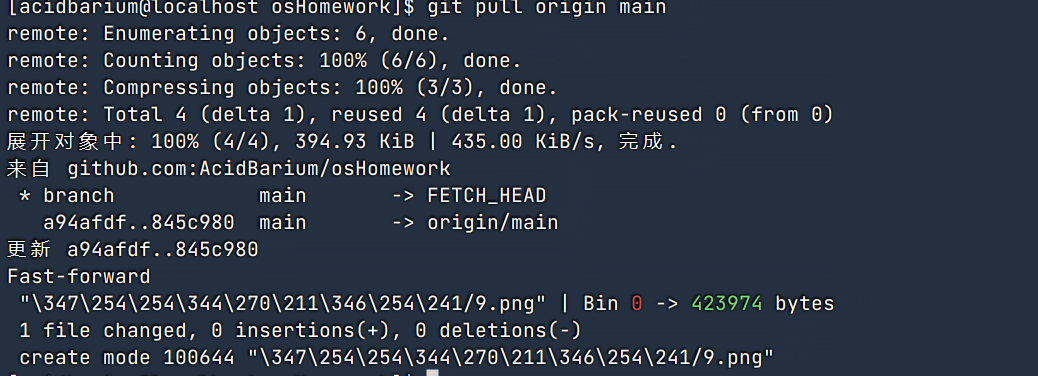 [acidbarium@localhost osHomework]$ git pull origin main
remote: Enumerating objects: 6, done.
remote: Counting objects: 100% (6/6), done.
remote: Compressing objects: 100% (3/3), done.
remote: Total 4 (delta 1), reused 4 (delta 1), pack-reused 0 (from 0)
展开对象中: 100% (4/4), 394.93 KiB | 435.00 KiB/s, 完成.
来自 github.com:AcidBarium/osHomework
 * branch            main       -> FETCH_HEAD
   a94afdf..845c980  main       -> origin/main
更新 a94afdf..845c980
Fast-forward
 "\347\254\254\344\270\211\346\254\241/9.png" | Bin 0 -> 423974 bytes
 1 file changed, 0 insertions(+), 0 deletions(-)
 create mode 100644 "\347\254\254\344\270\211\346\254\241/9.png"